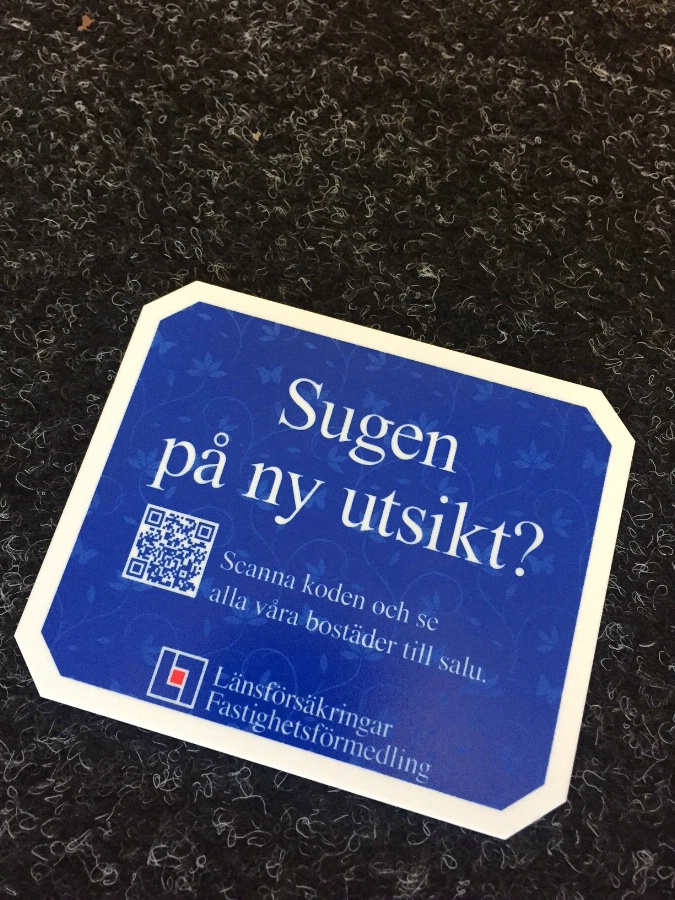 Sugen
på ny utsikt?
Scanna koden och se
alla våra bostäder till salu.
Länsförsäkringar
Fastighetsförmedling